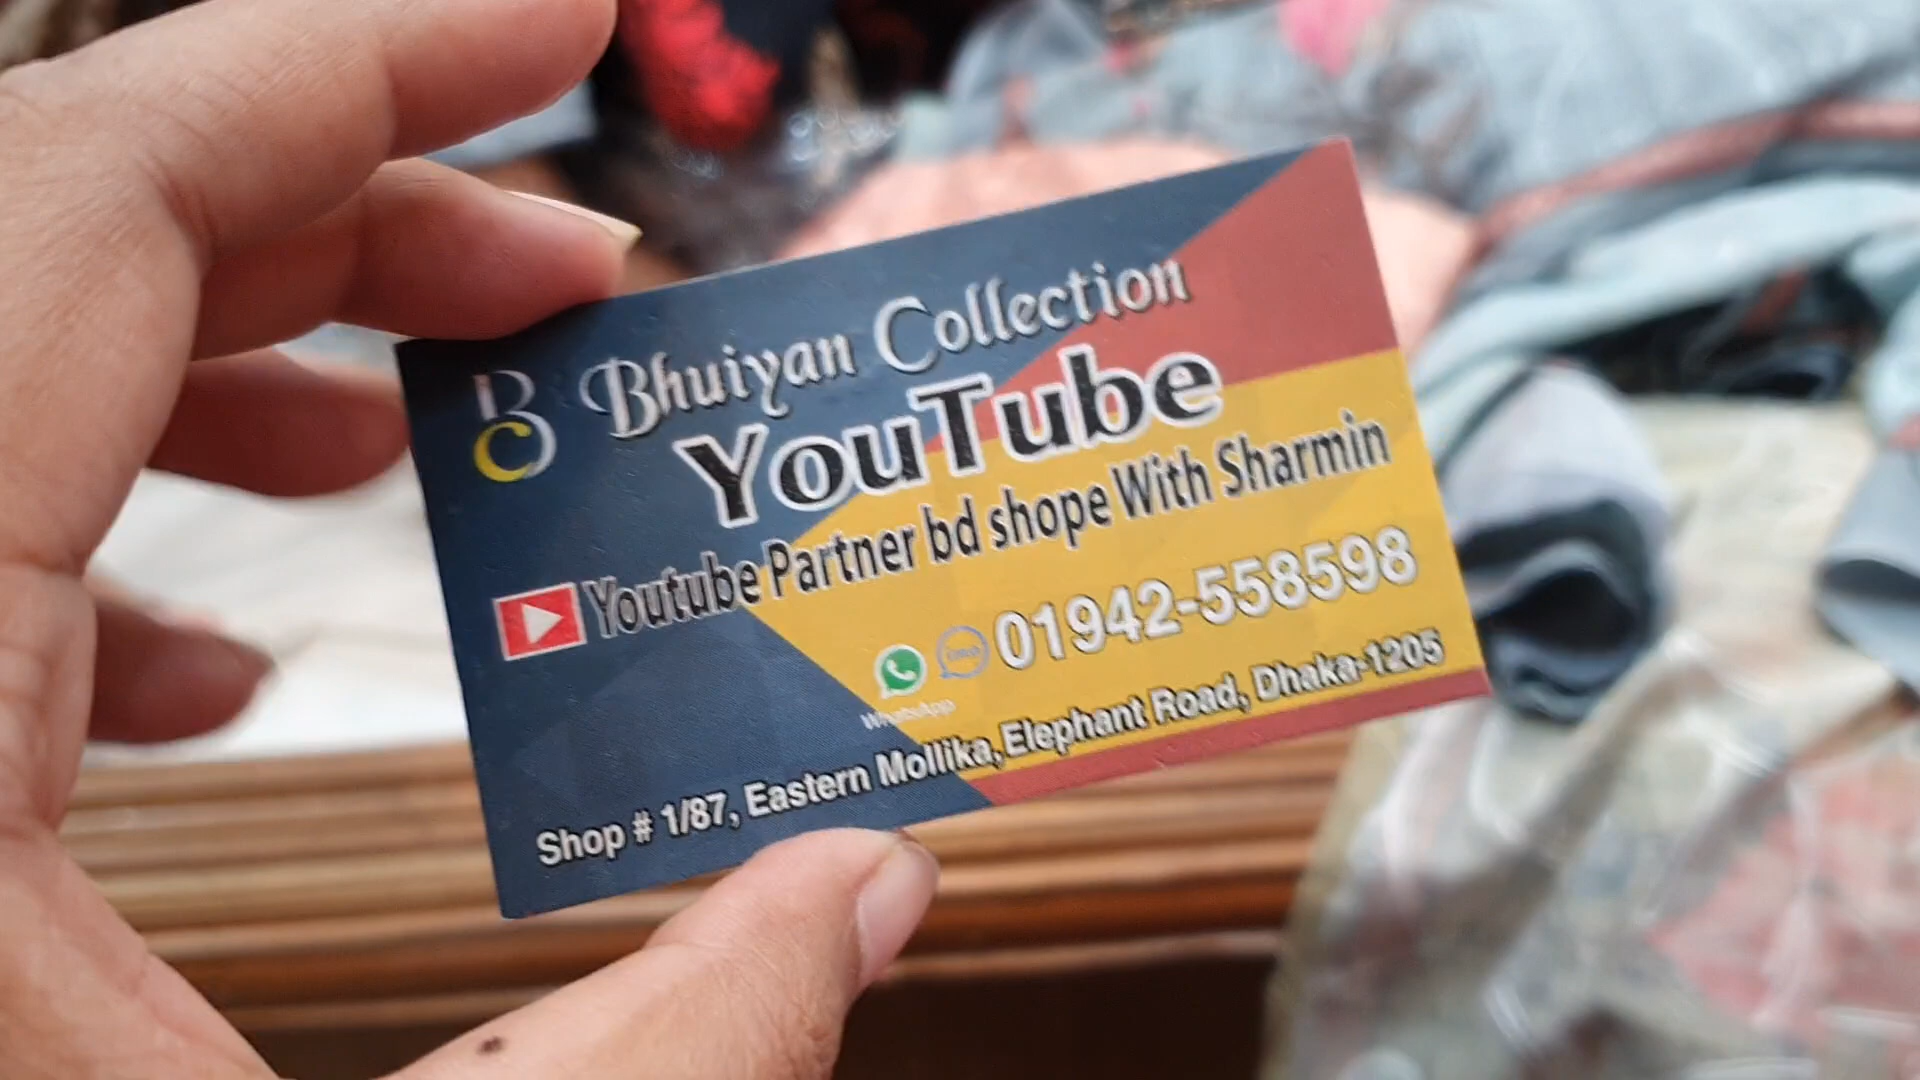 BC Bhuiyan Collection
YouTube
Youtube Partner bd shope With Sharmin
imo 01942-558598
WhatsApp
Shop # 1/87, Eastern Mollika, Elephant Road, Dhaka-1205